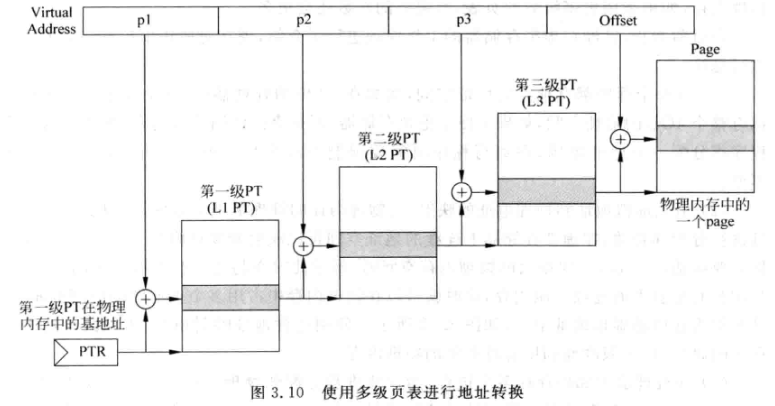 Virtual
Address
p1
p2
p3
Offset
Page
第三级PT
(L3 PT)
第二级PT
(L2 PT)
第一级PT
(L1 PT)
物理内存中的
一个page
第一级PT在物理
内存中的基地址
PTR
图 3.10 使用多级页表进行地址转换